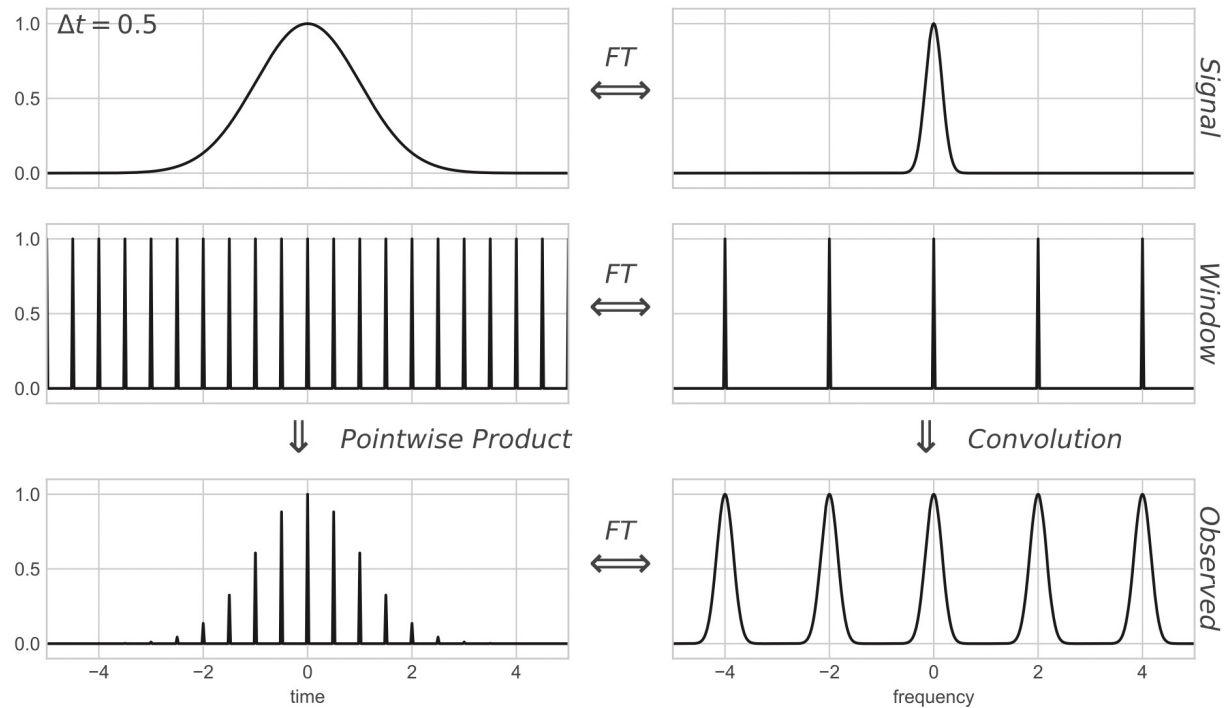 Δt = 0.5
1.0
0.5
0.0
FT
⟺
Signal
1.0
0.5
0.0
FT
⟺
Window
⇓ Pointwise Product
⇓ Convolution
1.0
0.5
0.0
−4 −2 0 2 4
time
FT
⟺
−4 −2 0 2 4
frequency
Observed